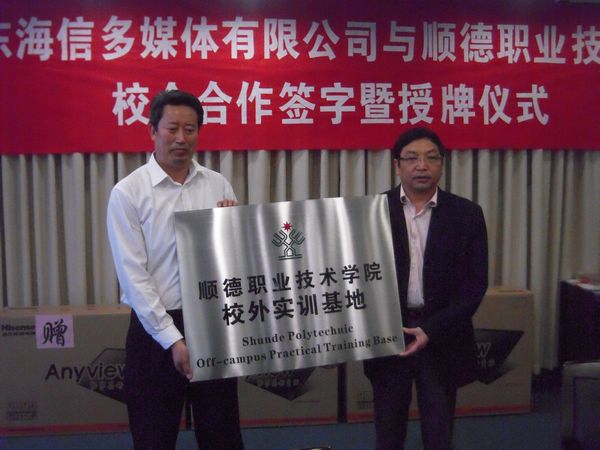 东海信多媒体有限公司与顺德职业技
校企合作签字暨授牌仪式
顺德职业技术学院
校外实训基地
Shunde Polytechuic
Off-campus Practical Training Base
Hisense
赠
Anyview